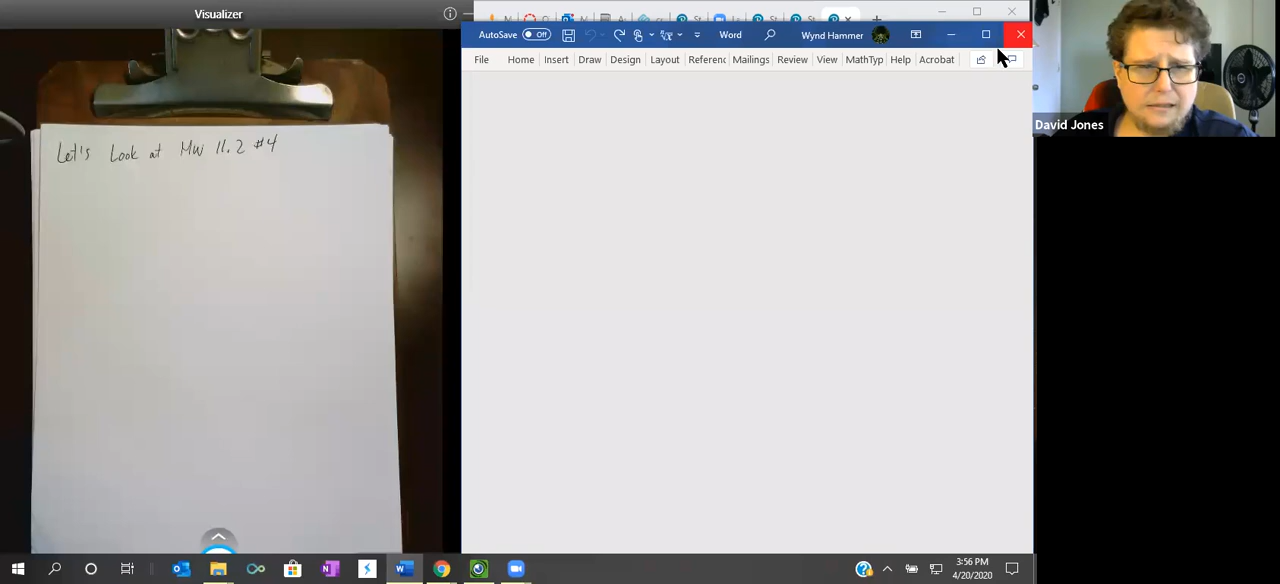 Visualizer
Let's Look at HW 11.2 #4
AutoSave Off
Word
Wynd Hammer
File Home Insert Draw Design Layout Referenc Mailings Review View MathTyp Help Acrobat
David Jones
3:56 PM
4/20/2020